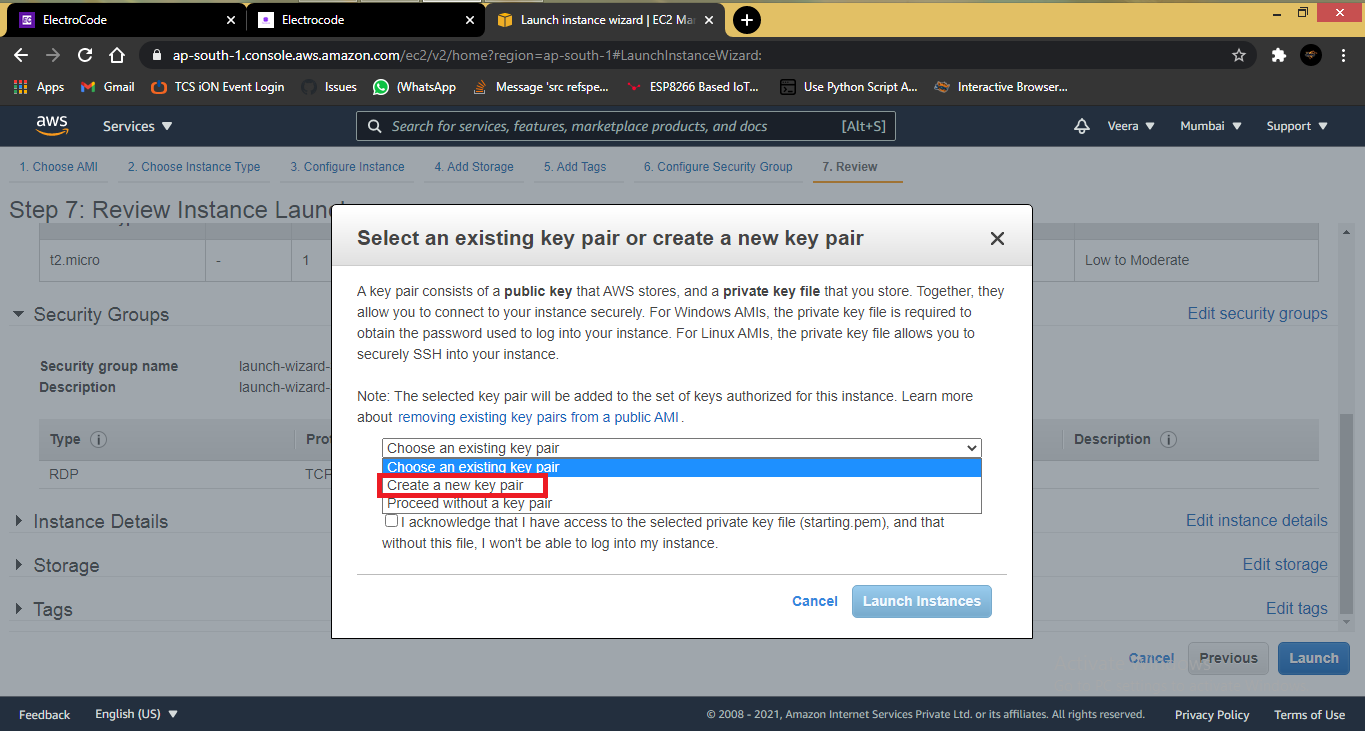 ElectroCode
Electrocode
Launch instance wizard | EC2 Mar
ap-south-1.console.aws.amazon.com/ec2/v2/home?region=ap-south-1#LaunchInstanceWizard:
Apps
Gmail
TCS iON Event Login
Issues
(WhatsApp
Message 'src refspe...
ESP8266 Based IoT...
Use Python Script A...
Interactive Browser...
aws
Services
Search for services, features, marketplace products, and docs
[Alt+S]
Veera
Mumbai
Support
1. Choose AMI
2. Choose Instance Type
3. Configure Instance
4. Add Storage
5. Add Tags
6. Configure Security Group
7. Review
Step 7: Review Instance Launc
t2.micro
-
1
Low to Moderate
Security Groups
Edit security groups
Security group name
launch-wizard-
Description
launch-wizard-
Type
Description
RDP
TCP
Instance Details
Edit instance details
Storage
Edit storage
Tags
Edit tags
Select an existing key pair or create a new key pair
A key pair consists of a public key that AWS stores, and a private key file that you store. Together, they
allow you to connect to your instance securely. For Windows AMIs, the private key file is required to
obtain the password used to log into your instance. For Linux AMIs, the private key file allows you to
securely SSH into your instance.
Note: The selected key pair will be added to the set of keys authorized for this instance. Learn more
about removing existing key pairs from a public AMI .
Choose an existing key pair
Choose an existing key pair
Create a new key pair
Proceed without a key pair
I acknowledge that I have access to the selected private key file (starting.pem), and that
without this file, I won't be able to log into my instance.
Cancel
Launch Instances
Cancel
Previous
Launch
Feedback
English (US)
© 2008 - 2021, Amazon Internet Services Private Ltd. or its affiliates. All rights reserved.
Privacy Policy
Terms of Use